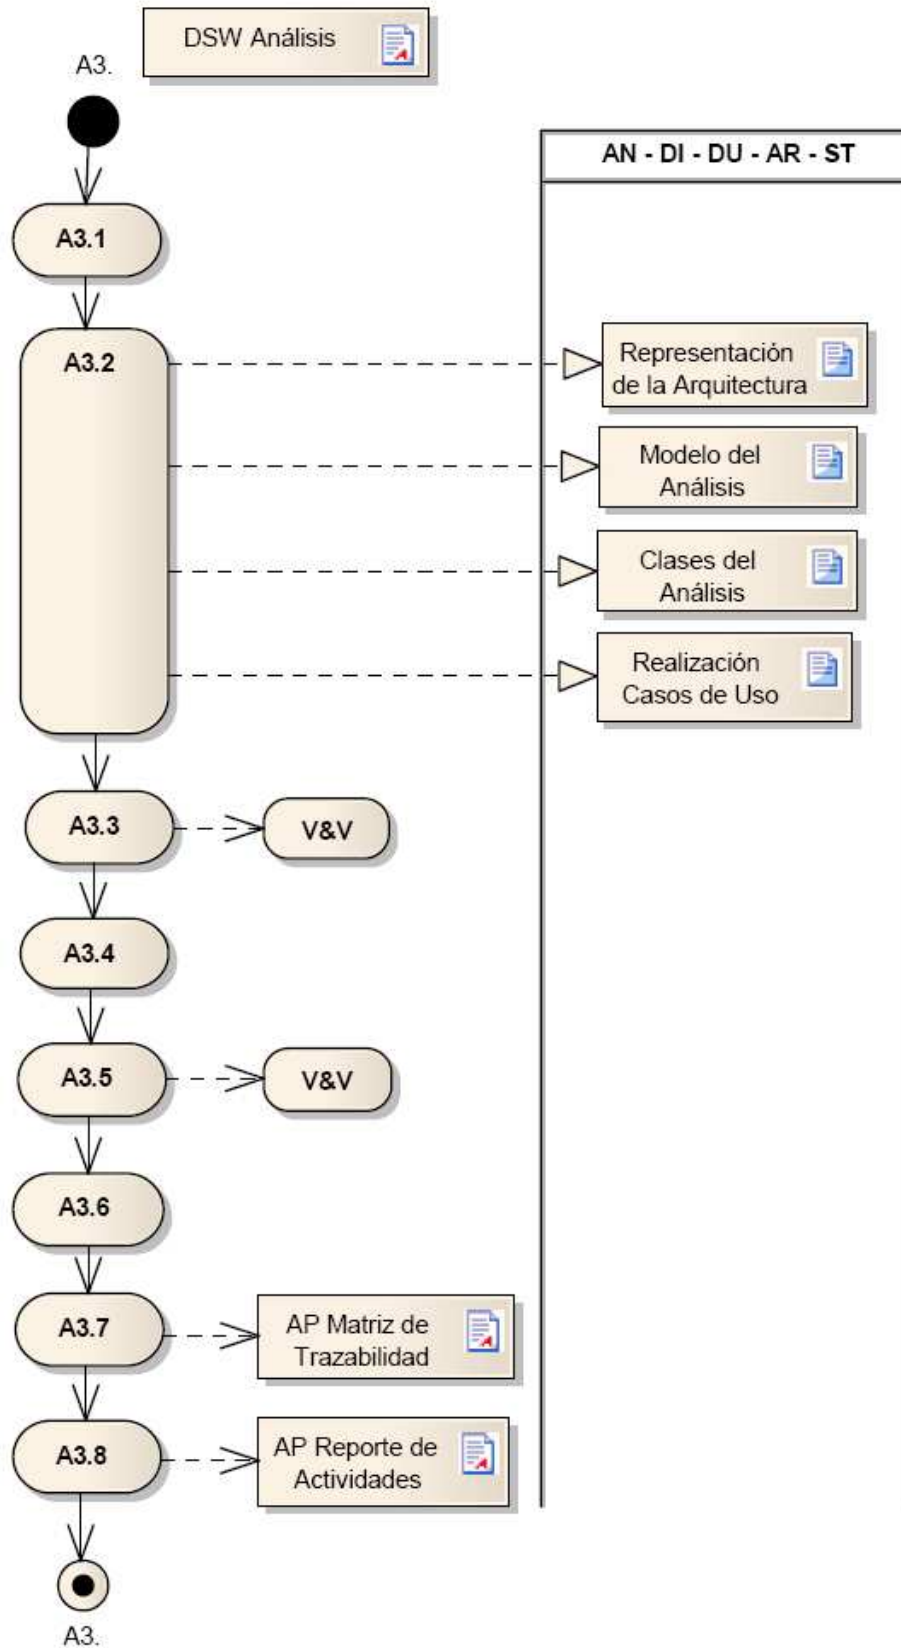 DSW Análisis
A3.
AN - DI - DU - AR - ST
A3.1
A3.2
Representación
de la Arquitectura
Modelo del
Análisis
Clases del
Análisis
Realización
Casos de Uso
A3.3
V&V
A3.4
A3.5
V&V
A3.6
A3.7
AP Matriz de
Trazabilidad
A3.8
AP Reporte de
Actividades
A3.